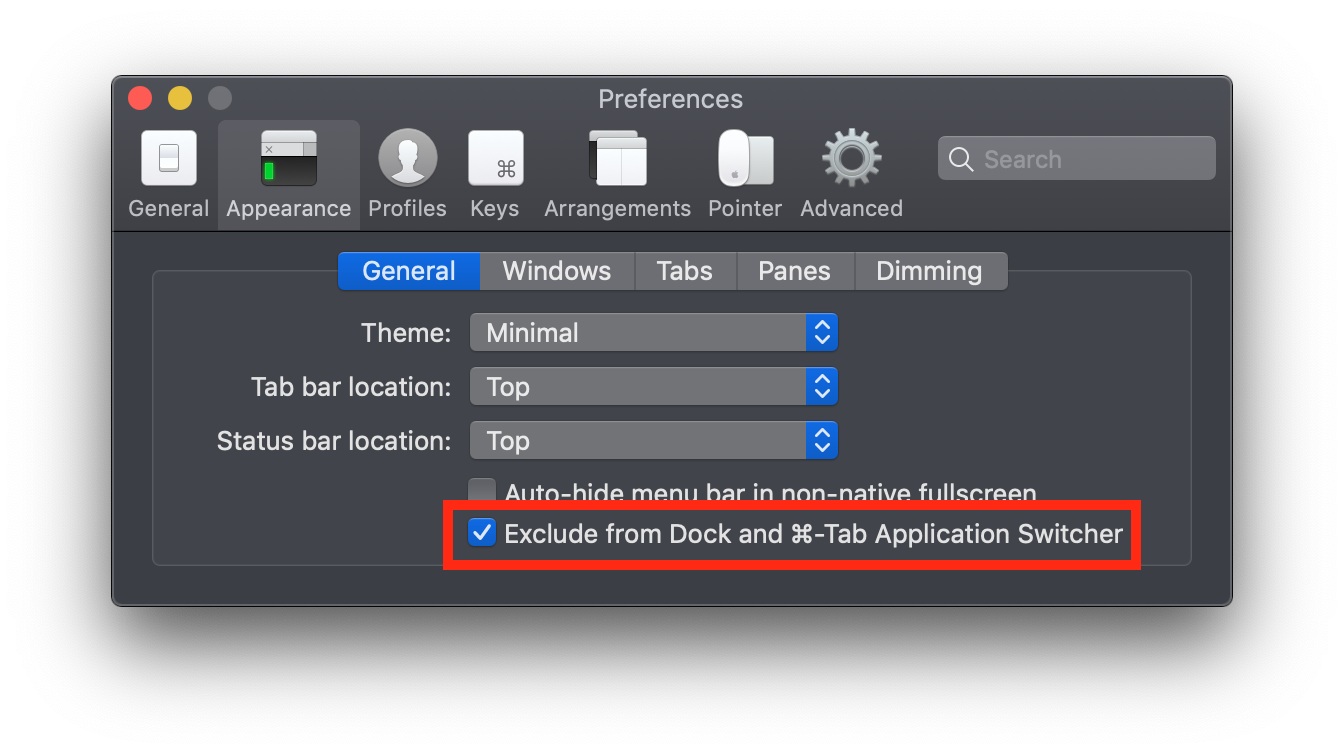 Preferences
General Appearance Profiles Keys Arrangements Pointer Advanced Search
General Windows Tabs Panes Dimming
Theme: Minimal
Tab bar location: Top
Status bar location: Top
Auto-hide menu bar in non-native fullscreen
Exclude from Dock and ⌘-Tab Application Switcher